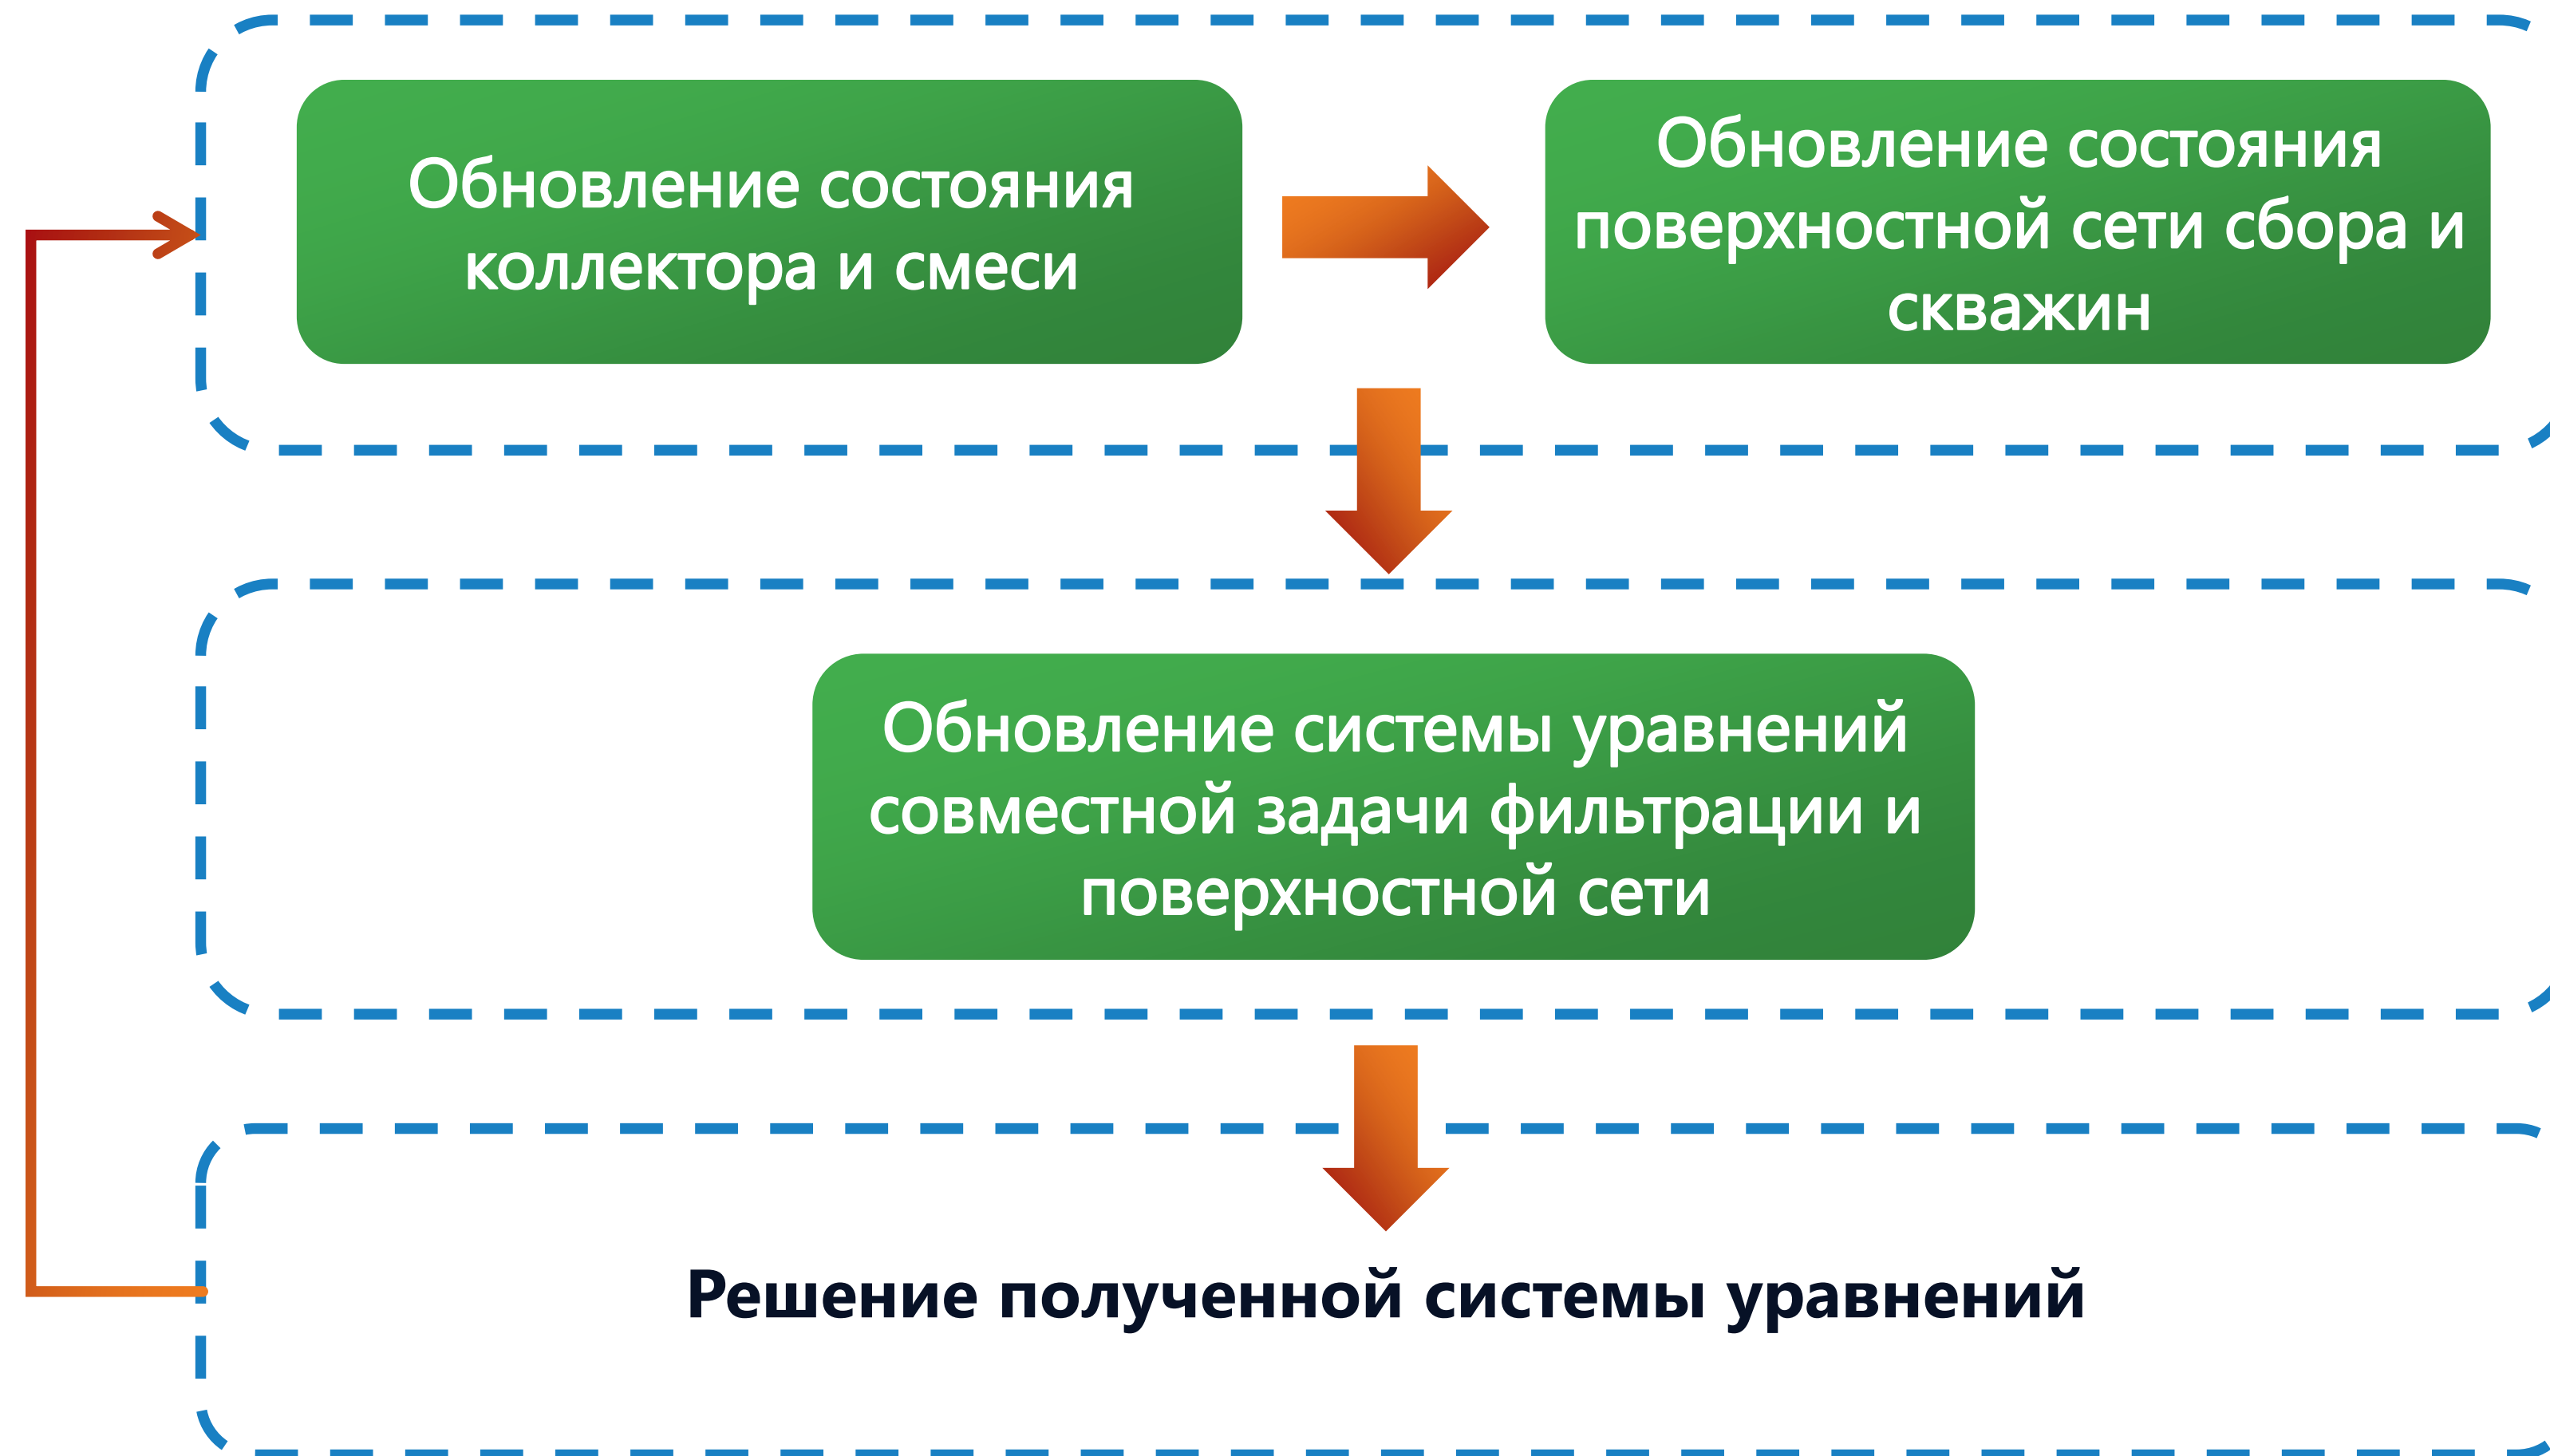 Обновление состояния
коллектора и смеси
Обновление состояния
поверхностной сети сбора и
скважин
Обновление системы уравнений
совместной задачи фильтрации и
поверхностной сети
Решение полученной системы уравнений